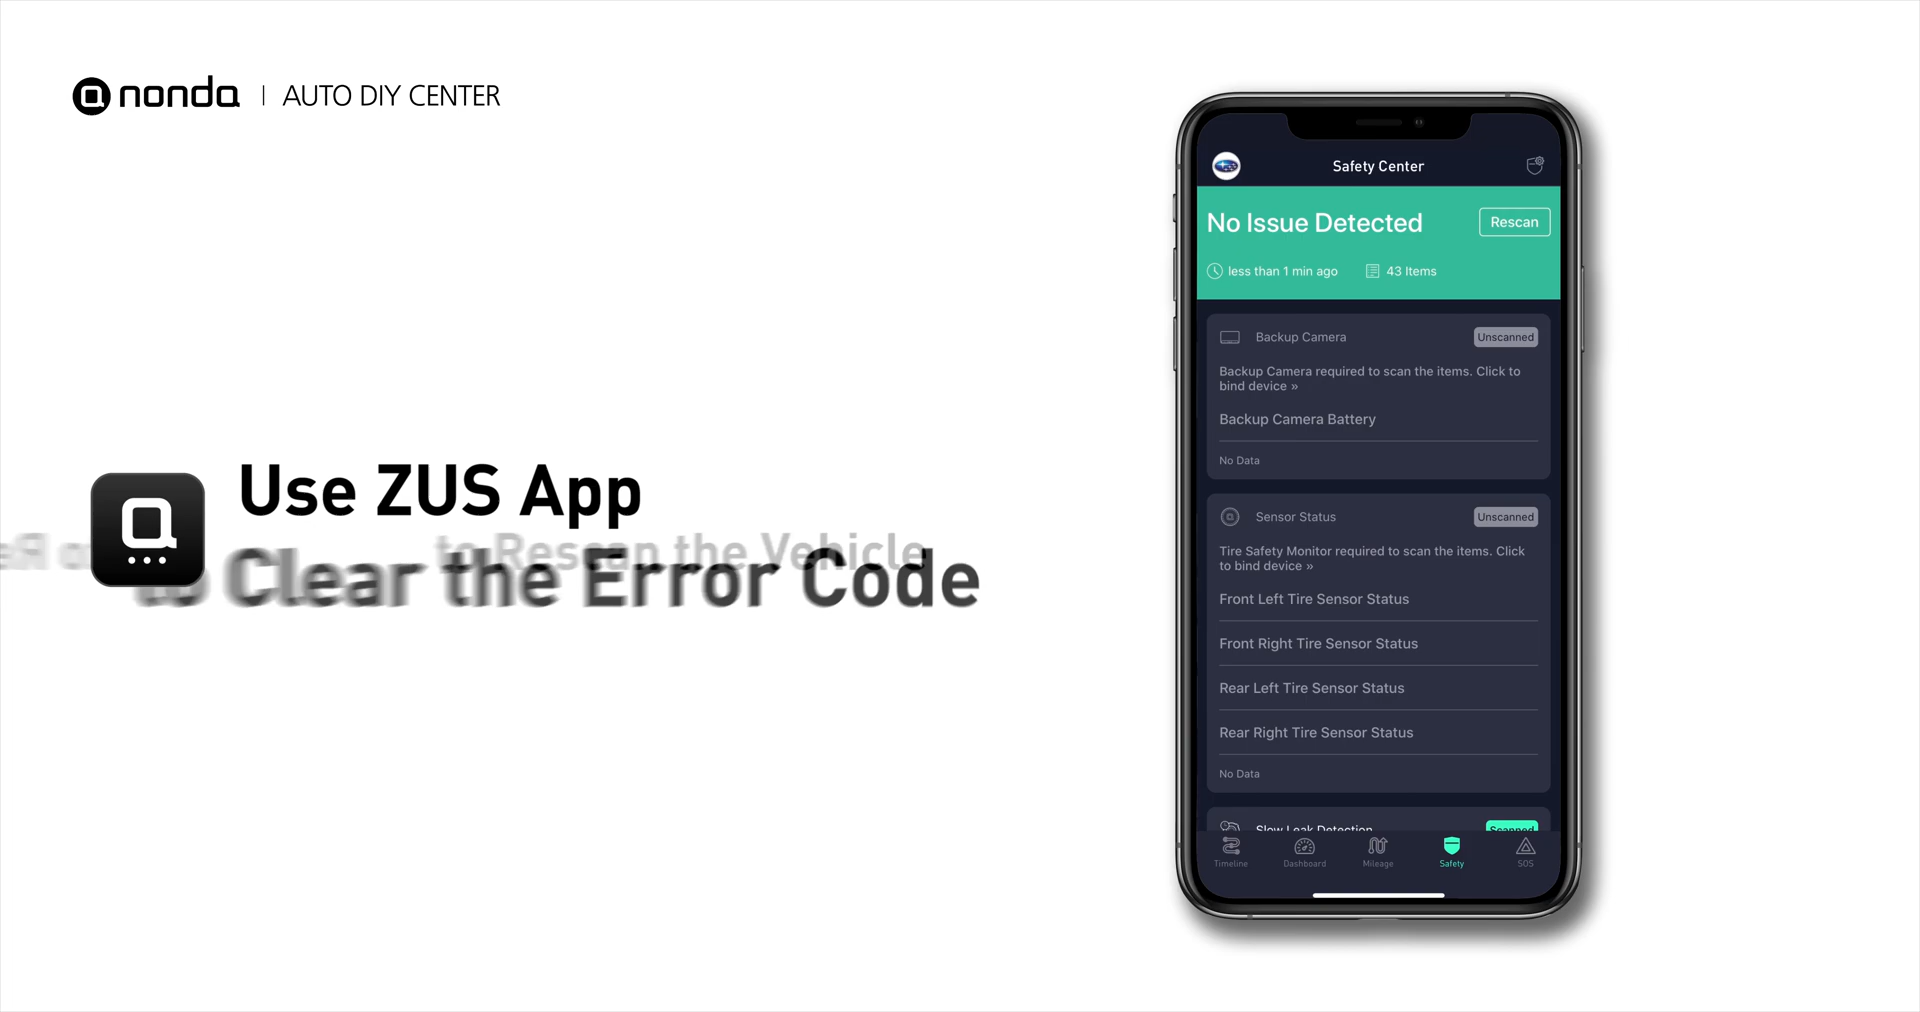 nonda | AUTO DIY CENTER
Use ZUS App
to Rescan the Vehicle
to Clear the Error Code
Safety Center
No Issue Detected
Rescan
less than 1 min ago
43 Items
Backup Camera
Unscanned
Backup Camera required to scan the items. Click to
bind device »
Backup Camera Battery
No Data
Sensor Status
Unscanned
Tire Safety Monitor required to scan the items. Click
to bind device »
Front Left Tire Sensor Status
Front Right Tire Sensor Status
Rear Left Tire Sensor Status
Rear Right Tire Sensor Status
No Data
Slow Leak Detection
Scanned
Timeline
Dashboard
Mileage
Safety
SOS